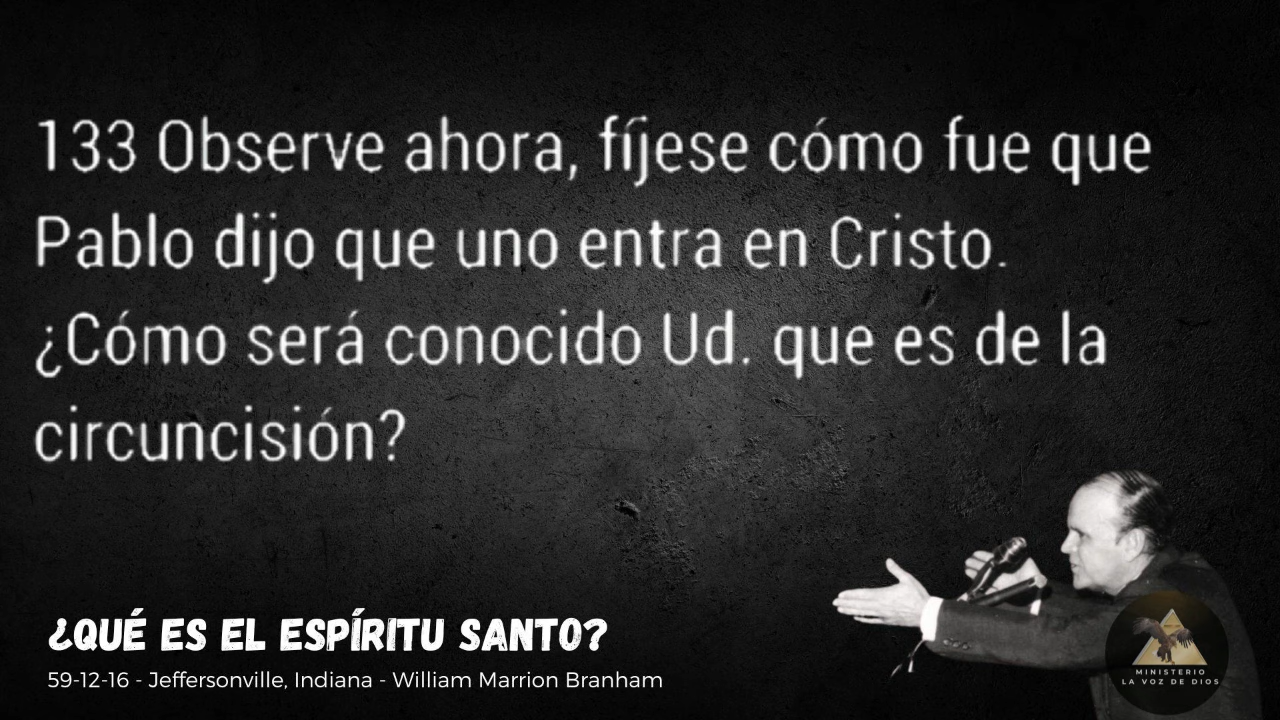 133 Observe ahora, fíjese cómo fue que
Pablo dijo que uno entra en Cristo.
¿Cómo será conocido Ud. que es de la
circuncisión?
¿QUÉ ES EL ESPÍRITU SANTO?
59-12-16 - Jeffersonville, Indiana - William Marrion Branham
MINISTERIO
LA VOZ DE DIOS